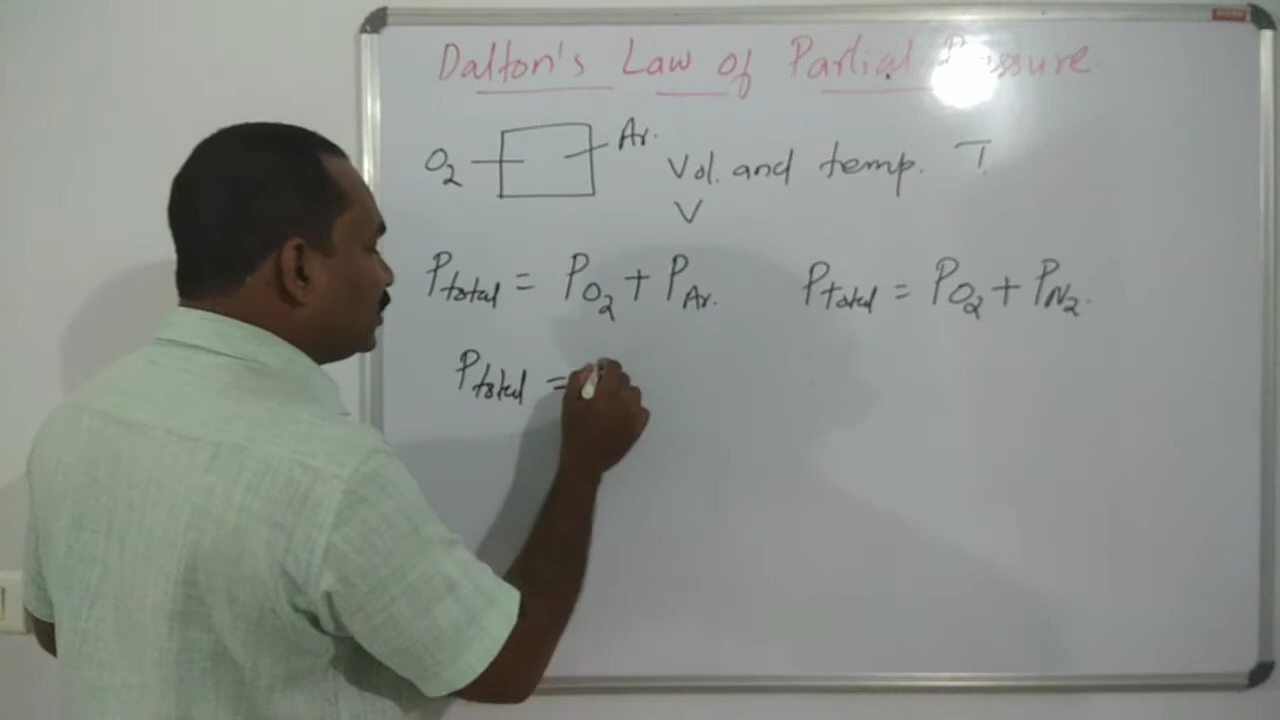 Dalton's Law of Partial
O₂ Ar. Vol. and temp. T.
V
Ptotal = PO₂ + PAr. Ptotal = PO₂ + PN₂.
Ptotal =